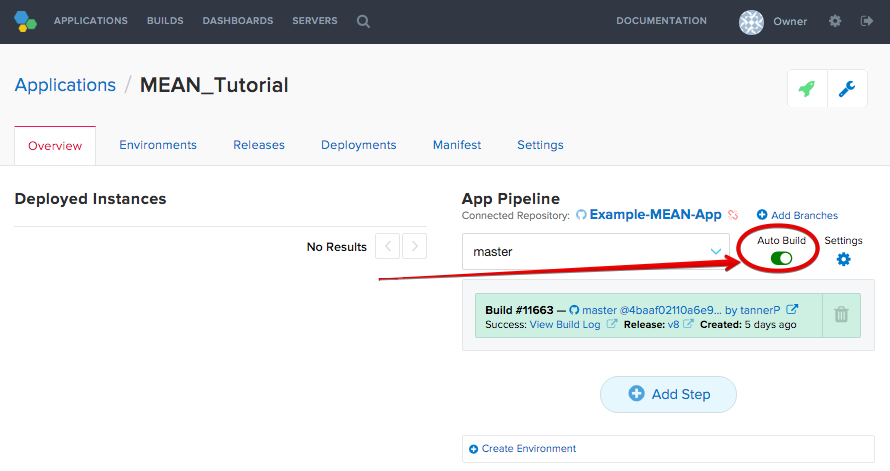 APPLICATIONS BUILDS DASHBOARDS SERVERS DOCUMENTATION Owner
Applications / MEAN_Tutorial
Overview Environments Releases Deployments Manifest Settings
Deployed Instances
No Results
App Pipeline
Connected Repository: Example-MEAN-App Add Branches
master
Auto Build
Settings
Build #11663 — master @4baaf02110a6e9... by tannerP
Success: View Build Log Release: v8 Created: 5 days ago
Add Step
Create Environment